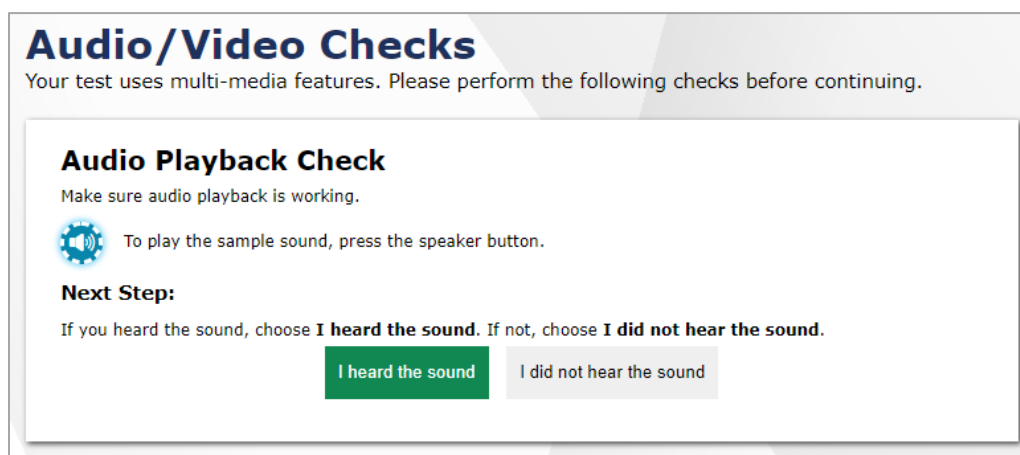 Audio/Video Checks
Your test uses multi-media features. Please perform the following checks before continuing.
Audio Playback Check
Make sure audio playback is working.
To play the sample sound, press the speaker button.
Next Step:
If you heard the sound, choose I heard the sound. If not, choose I did not hear the sound.
I heard the sound
I did not hear the sound